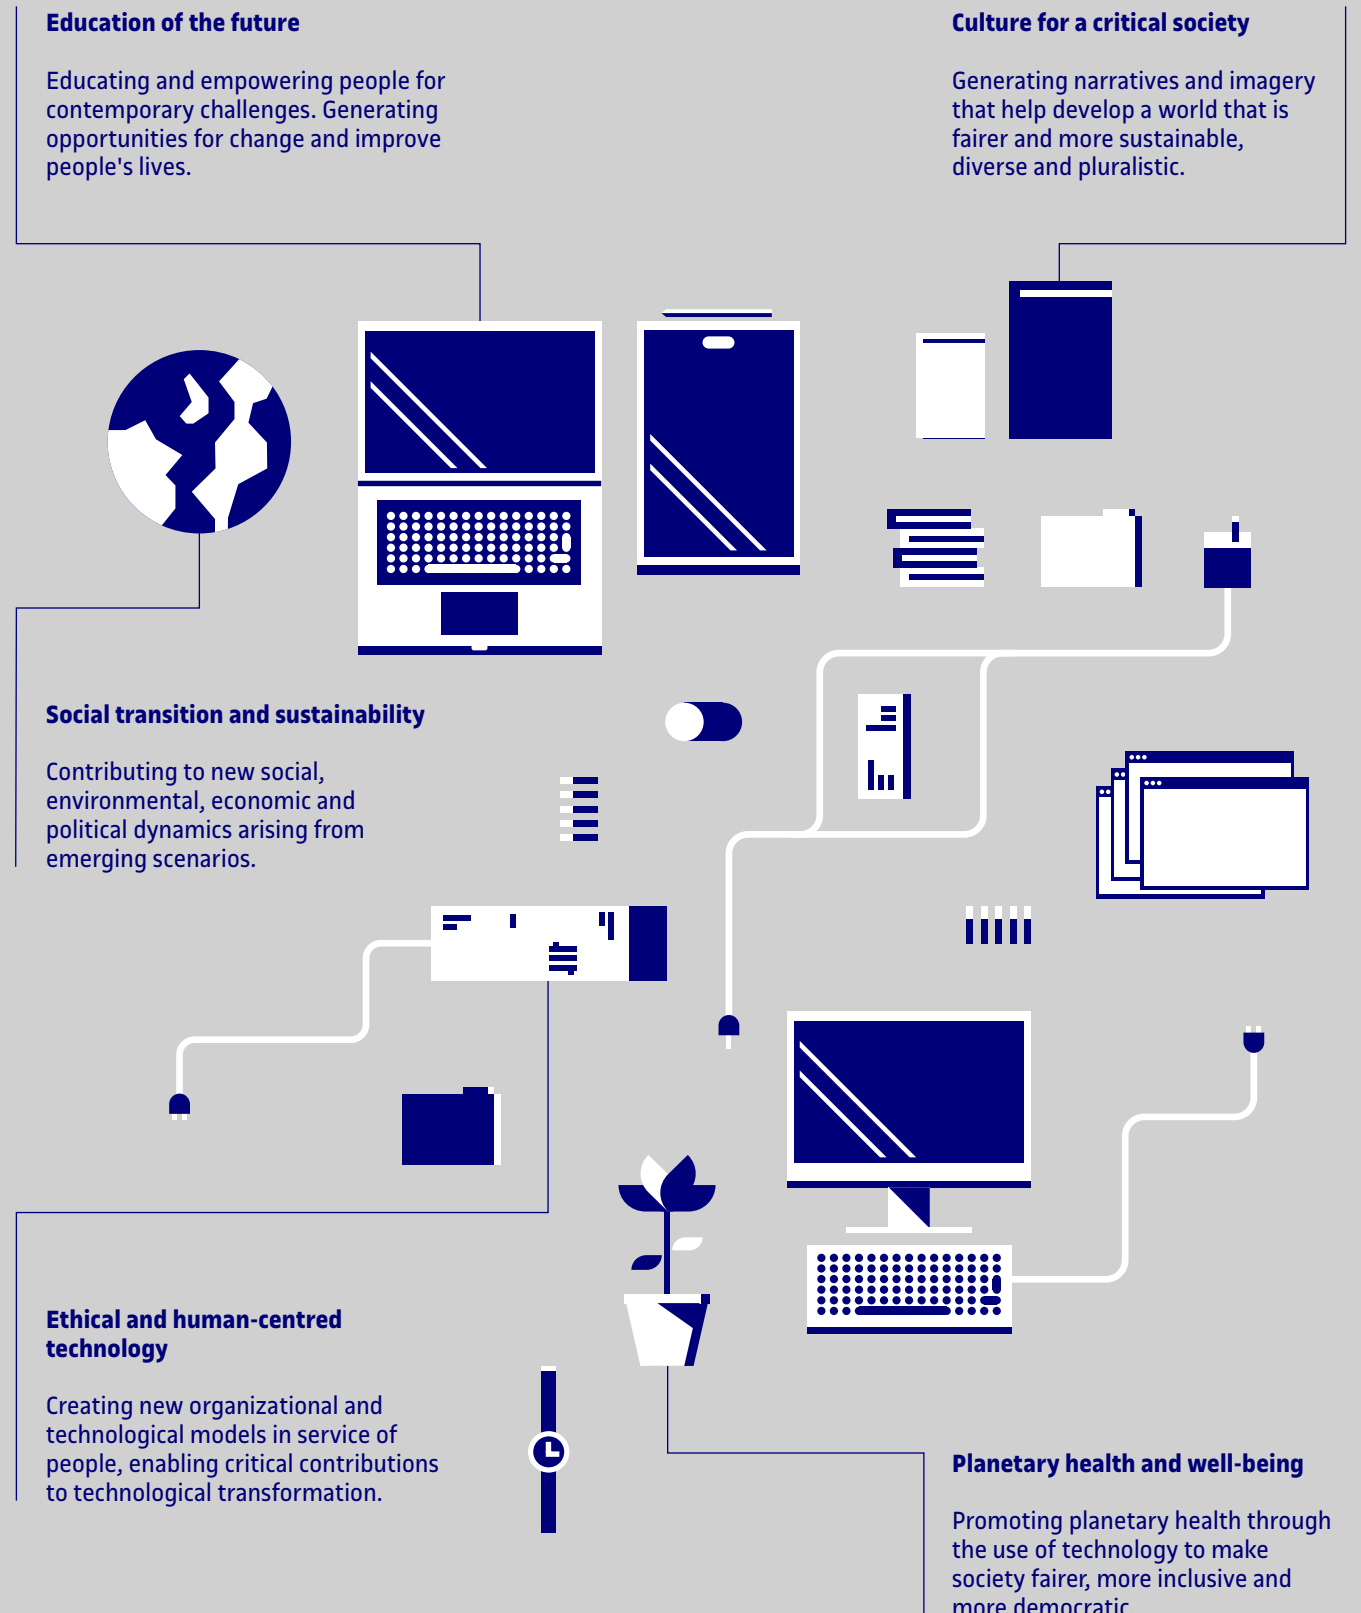 Education of the future
Educating and empowering people for
contemporary challenges. Generating
opportunities for change and improve
people's lives.
Culture for a critical society
Generating narratives and imagery
that help develop a world that is
fairer and more sustainable,
diverse and pluralistic.
Social transition and sustainability
Contributing to new social,
environmental, economic and
political dynamics arising from
emerging scenarios.
Ethical and human-centred
technology
Creating new organizational and
technological models in service of
people, enabling critical contributions
to technological transformation.
Planetary health and well-being
Promoting planetary health through
the use of technology to make
society fairer, more inclusive and
more democratic